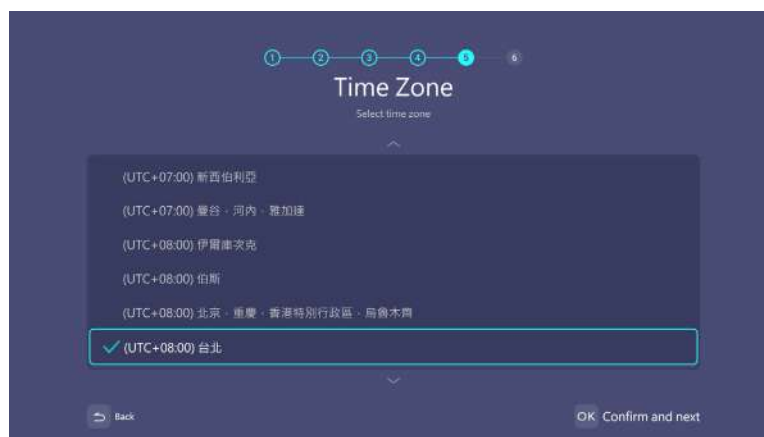 1 2 3 4 5 6
Time Zone
Select time zone
(UTC+07:00) 新西伯利亞
(UTC+07:00) 曼谷、河內、雅加達
(UTC+08:00) 伊爾庫次克
(UTC+08:00) 伯斯
(UTC+08:00) 北京、重慶、香港特別行政區、烏魯木齊
(UTC+08:00) 台北
Back
OK Confirm and next